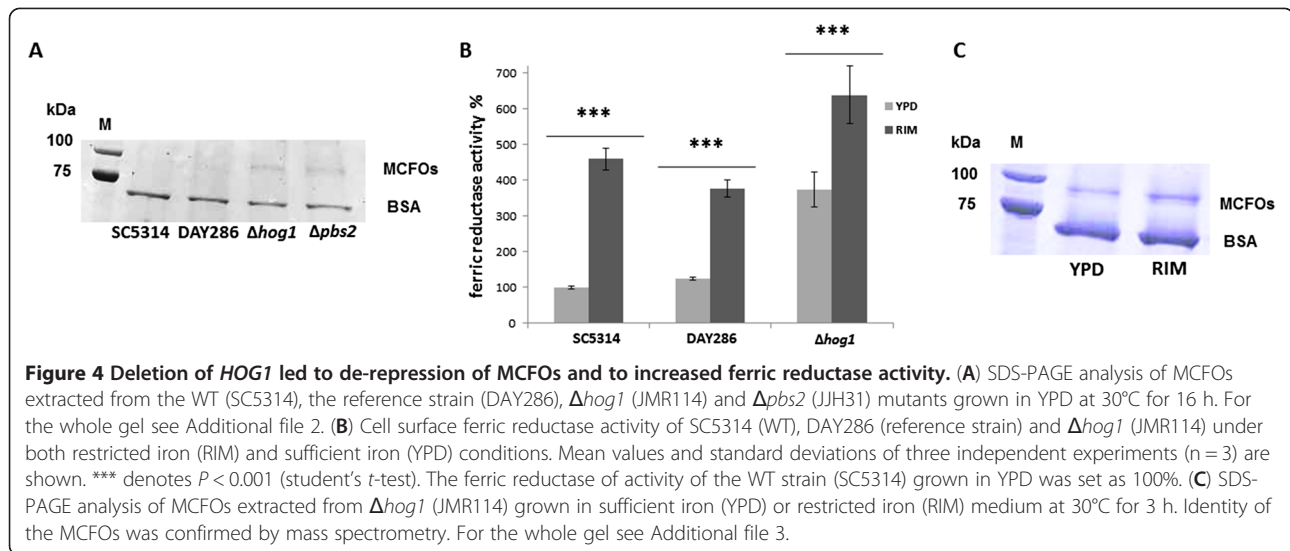 A
kDa
M
100
75
MCFOs
BSA
SC5314 DAY286 Δhog1 Δpbs2
B
ferric reductase activity %
700
600
500
400
300
200
100
0
***
***
***
YPD
RIM
SC5314
DAY286
Δhog1
C
kDa
M
100
75
MCFOs
BSA
YPD
RIM
Figure 4 Deletion of HOG1 led to de-repression of MCFOs and to increased ferric reductase activity. (A) SDS-PAGE analysis of MCFOs
extracted from the WT (SC5314), the reference strain (DAY286), Δhog1 (JMR114) and Δpbs2 (JJH31) mutants grown in YPD at 30°C for 16 h. For
the whole gel see Additional file 2. (B) Cell surface ferric reductase activity of SC5314 (WT), DAY286 (reference strain) and Δhog1 (JMR114) under
both restricted iron (RIM) and sufficient iron (YPD) conditions. Mean values and standard deviations of three independent experiments (n = 3) are
shown. *** denotes P < 0.001 (student's t-test). The ferric reductase of activity of the WT strain (SC5314) grown in YPD was set as 100%. (C) SDS-
PAGE analysis of MCFOs extracted from Δhog1 (JMR114) grown in sufficient iron (YPD) or restricted iron (RIM) medium at 30°C for 3 h. Identity of
the MCFOs was confirmed by mass spectrometry. For the whole gel see Additional file 3.